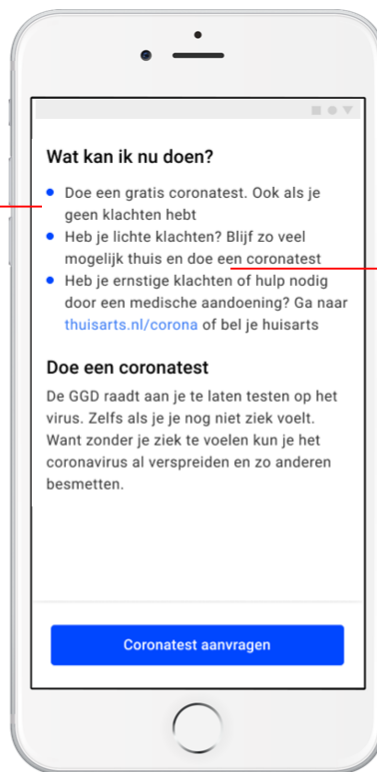 Wat kan ik nu doen?
Doe een gratis coronatest. Ook als je
geen klachten hebt
Heb je lichte klachten? Blijf zo veel
mogelijk thuis en doe een coronatest
Heb je ernstige klachten of hulp nodig
door een medische aandoening? Ga naar
thuisarts.nl/corona of bel je huisarts
Doe een coronatest
De GGD raadt aan je te laten testen op het
virus. Zelfs als je je nog niet ziek voelt.
Want zonder je ziek te voelen kun je het
coronavirus al verspreiden en zo anderen
besmetten.
Coronatest aanvragen